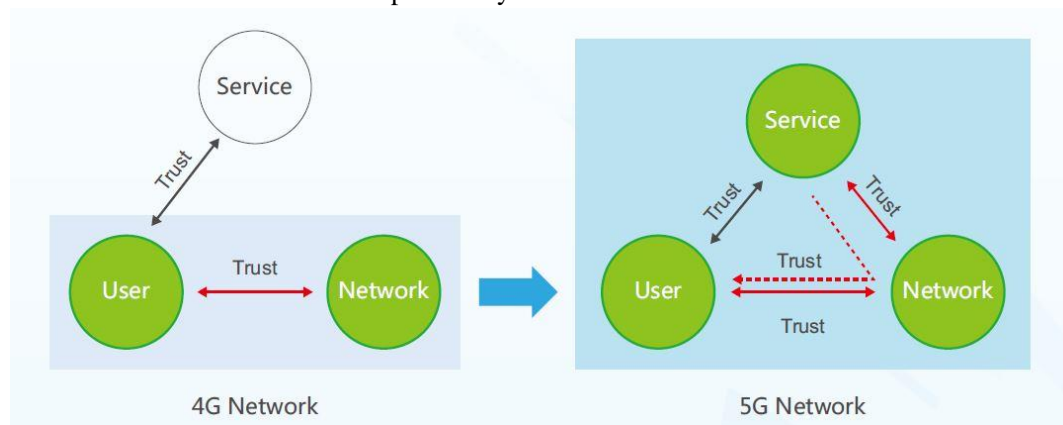 Service
Trust
User
Trust
Network
4G Network
Service
Trust
Trust
User
Trust
Network
Trust
5G Network